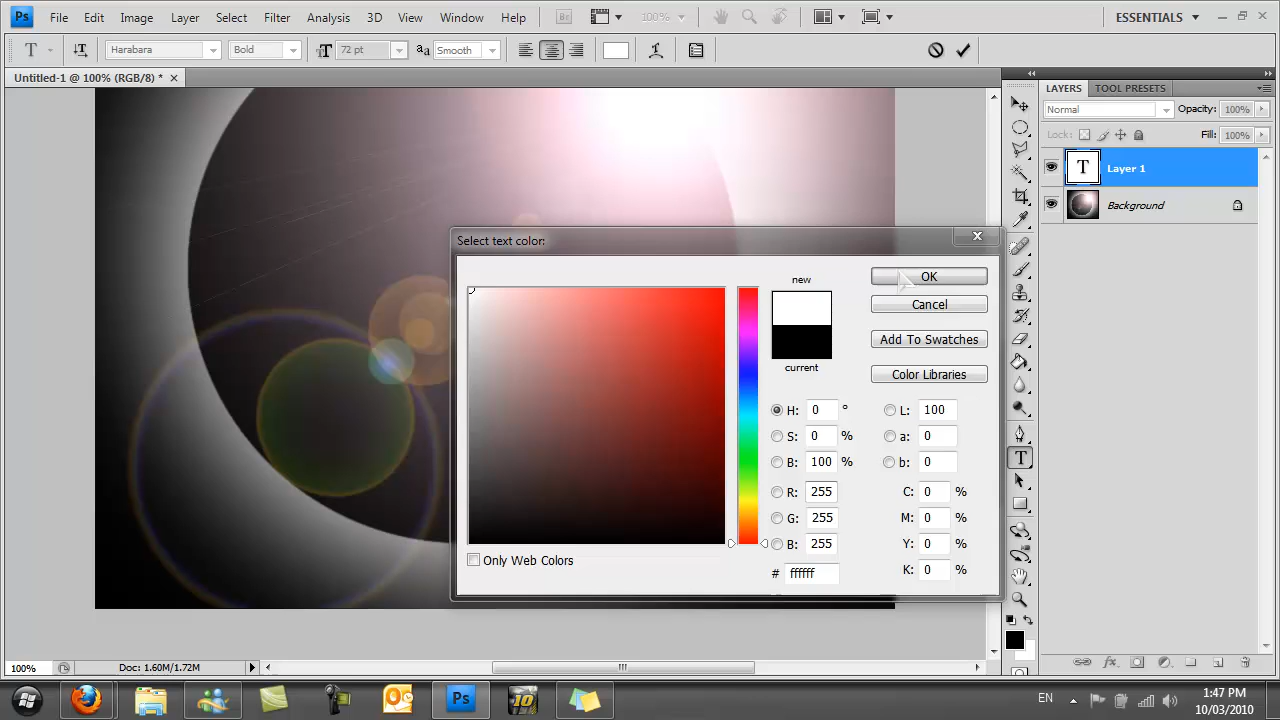 Ps File Edit Image Layer Select Filter Analysis 3D View Window Help Br 100% ESSENTIALS
T T Harabara Bold T 72 pt aa Smooth
Untitled-1 @ 100% (RGB/8) *
LAYERS TOOL PRESETS
Normal Opacity: 100%
Lock: Fill: 100%
T Layer 1
Background
Select text color:
new
OK
Cancel
Add To Swatches
current
Color Libraries
H: 0 ° L: 100
S: 0 % a: 0
B: 100 % b: 0
R: 255 C: 0 %
G: 255 M: 0 %
B: 255 Y: 0 %
# ffffff K: 0 %
Only Web Colors
T
fx
100% Doc: 1.60M/1.72M
Ps 10 EN 1:47 PM
10/03/2010